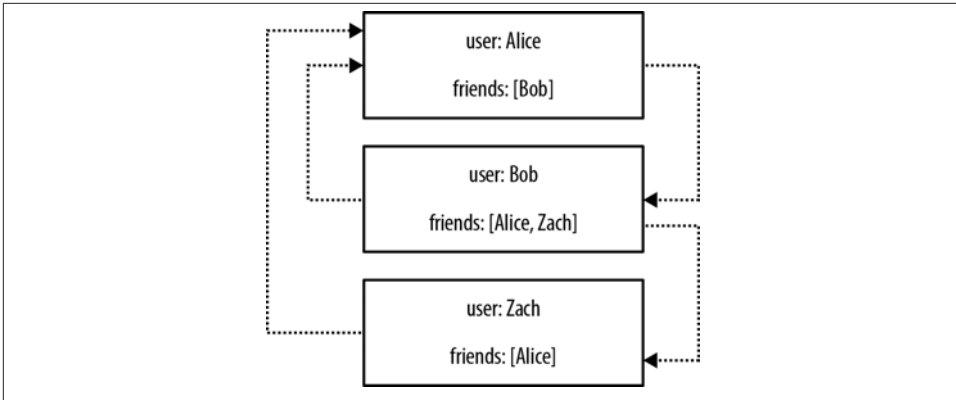 user: Alice
friends: [Bob]
user: Bob
friends: [Alice, Zach]
user: Zach
friends: [Alice]